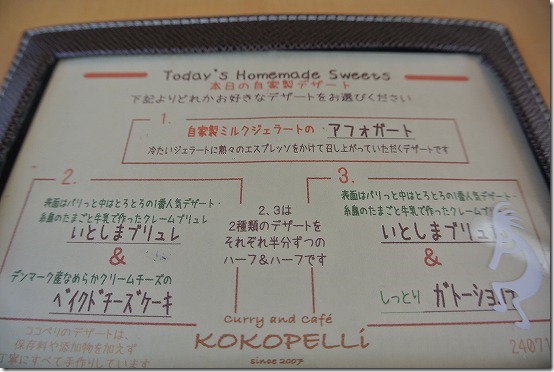 Today's Homemade Sweets
本日の自家製デザート
下記よりどれかお好きなデザートをお選びください
1.
自家製ミルクジェラートの アフォガート
冷たいジェラートに熱々のエスプレッソをかけて召し上がっていただくデザートです
2.
表面はパリっと中はとろとろの1番人気デザート・
糸島のたまごと牛乳で作ったクレームブリュレ
いとしまブリュレ
&
デンマーク産なめらかクリームチーズの
ベイクドチーズケーキ
2、3は
2種類のデザートを
それぞれ半分ずつの
ハーフ&ハーフです
3.
表面はパリっと中はとろとろの1番人気デザート・
糸島のたまごと牛乳で作ったクレームブリュ
いとしまブリュ
&
しっとり ガトーショ
Curry and Café
KOKOPELLi
since 2007
ココペリのデザートは、
保存料や添加物を加えず
丁寧にすべて手作りしています
24071